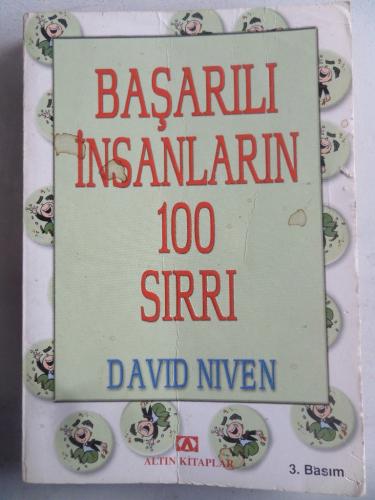 BAŞARILI
İNSANLARIN
100
SIRRI
DAVID NIVEN
ALTIN KİTAPLAR
3. Basım